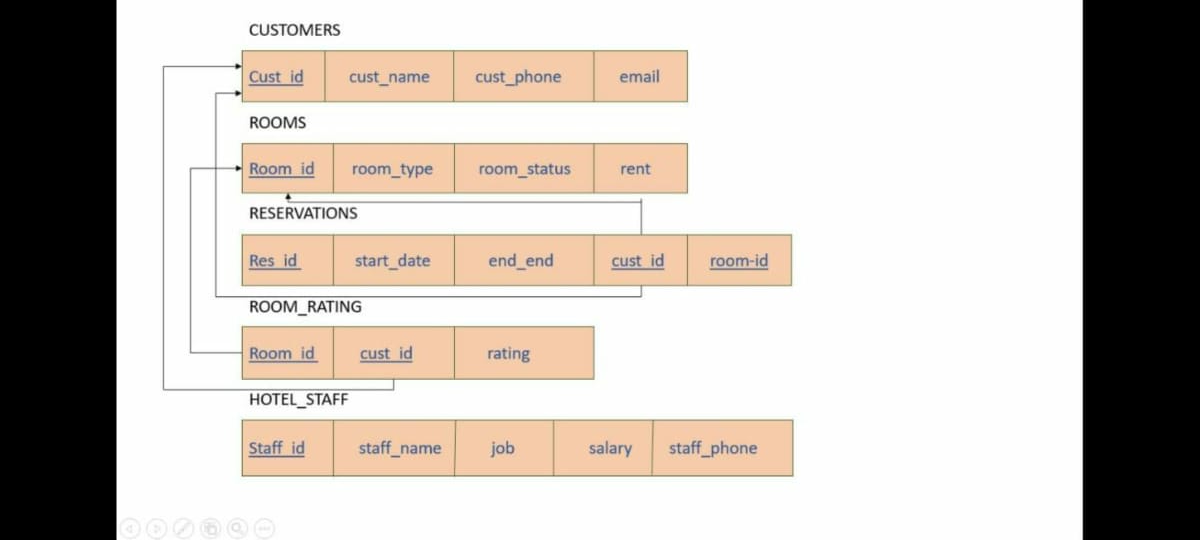 CUSTOMERS
Cust_id cust_name cust_phone email
ROOMS
Room_id room_type room_status rent
RESERVATIONS
Res_id start_date end_end cust_id room-id
ROOM_RATING
Room_id cust_id rating
HOTEL_STAFF
Staff_id staff_name job salary staff_phone